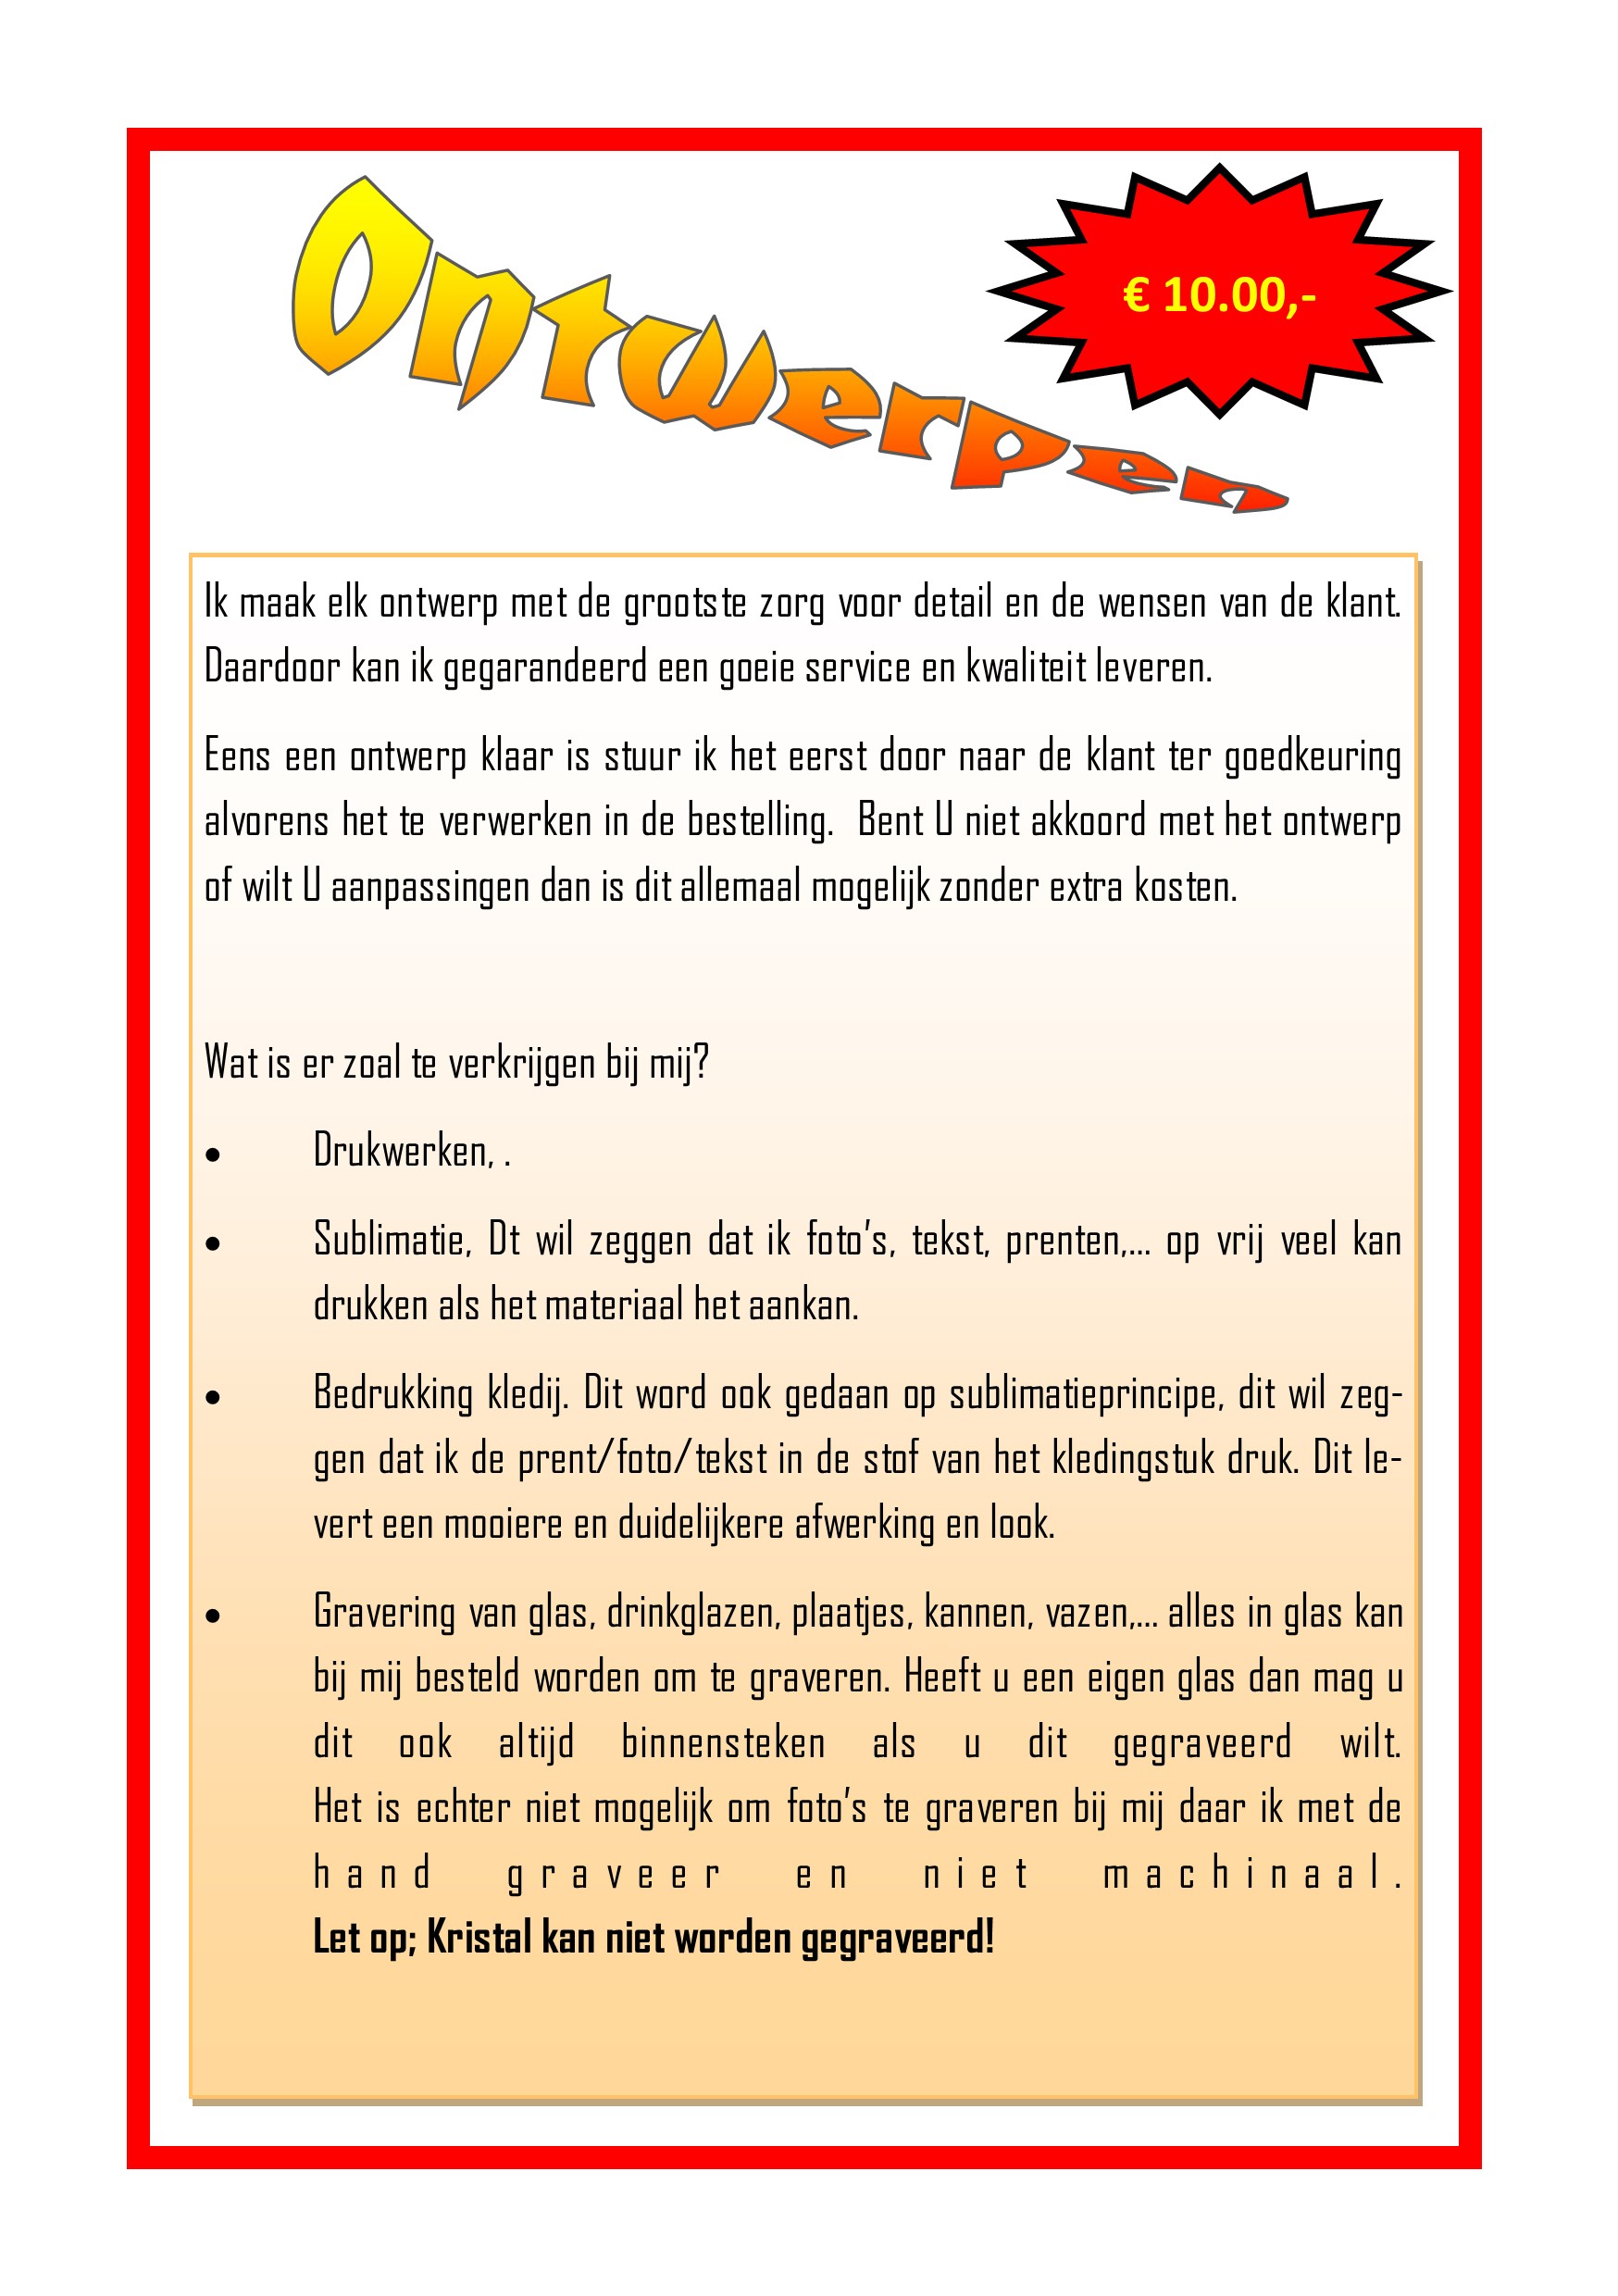 Ontwerpen
€ 10.00,-
Ik maak elk ontwerp met de grootste zorg voor detail en de wensen van de klant.
Daardoor kan ik gegarandeerd een goeie service en kwaliteit leveren.
Eens een ontwerp klaar is stuur ik het eerst door naar de klant ter goedkeuring
alvorens het te verwerken in de bestelling.  Bent U niet akkoord met het ontwerp
of wilt U aanpassingen dan is dit allemaal mogelijk zonder extra kosten.
Wat is er zoal te verkrijgen bij mij?
• Drukwerken, .
• Sublimatie, Dt wil zeggen dat ik foto’s, tekst, prenten,... op vrij veel kan
drukken als het materiaal het aankan.
• Bedrukking kledij. Dit word ook gedaan op sublimatieprincipe, dit wil zeg-
gen dat ik de prent/foto/tekst in de stof van het kledingstuk druk. Dit le-
vert een mooiere en duidelijkere afwerking en look.
• Gravering van glas, drinkglazen, plaatjes, kannen, vazen,... alles in glas kan
bij mij besteld worden om te graveren. Heeft u een eigen glas dan mag u
dit ook altijd binnensteken als u dit gegraveerd wilt.
Het is echter niet mogelijk om foto’s te graveren bij mij daar ik met de
hand graveer en niet machinaal.
Let op; Kristal kan niet worden gegraveerd!